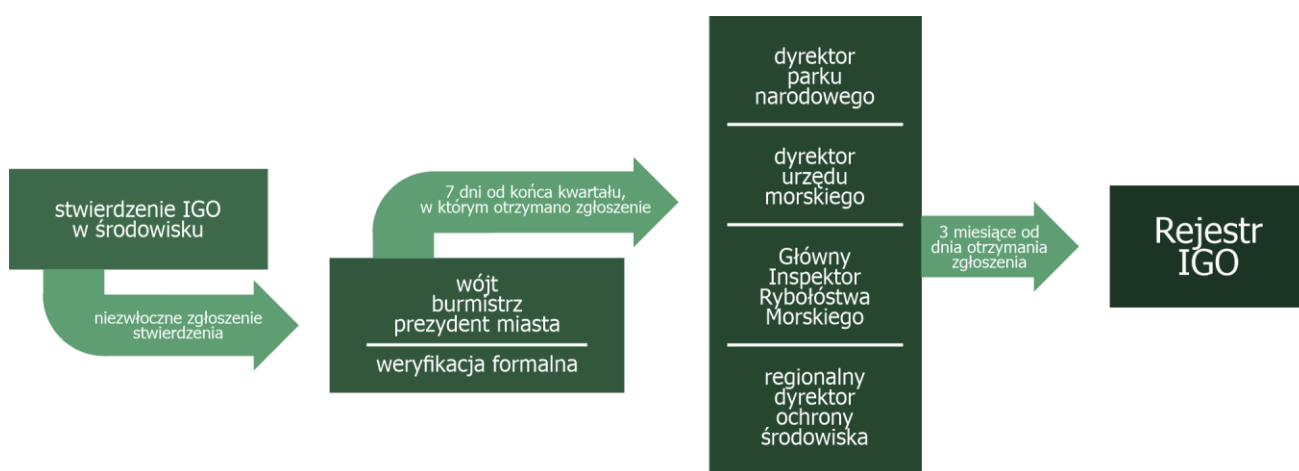 stwierdzenie IGO
w środowisku
niezwłoczne zgłoszenie
stwierdzenia
wójt
burmistrz
prezydent miasta
weryfikacja formalna
7 dni od końca kwartału,
w którym otrzymano zgłoszenie
dyrektor
parku
narodowego
dyrektor
urzędu
morskiego
Główny
Inspektor
Rybołóstwa
Morskiego
regionalny
dyrektor
ochrony
środowiska
3 miesiące od
dnia otrzymania
zgłoszenia
Rejestr
IGO